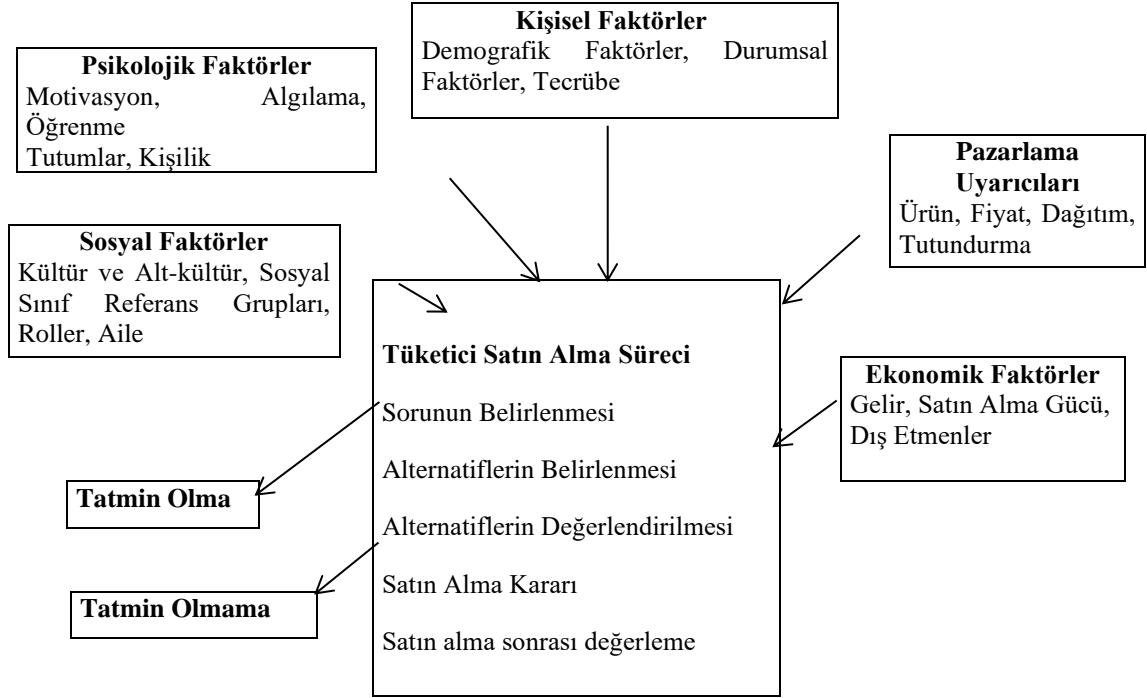 Kişisel Faktörler
Demografik Faktörler, Durumsal
Faktörler, Tecrübe
Psikolojik Faktörler
Motivasyon, Algılama,
Öğrenme
Tutumlar, Kişilik
Pazarlama
Uyarıcıları
Ürün, Fiyat, Dağıtım,
Tutundurma
Sosyal Faktörler
Kültür ve Alt-kültür, Sosyal
Sınıf Referans Grupları,
Roller, Aile
Tüketici Satın Alma Süreci
Sorunun Belirlenmesi
Alternatiflerin Belirlenmesi
Alternatiflerin Değerlendirilmesi
Satın Alma Kararı
Satın alma sonrası değerleme
Ekonomik Faktörler
Gelir, Satın Alma Gücü,
Dış Etmenler
Tatmin Olma
Tatmin Olmama